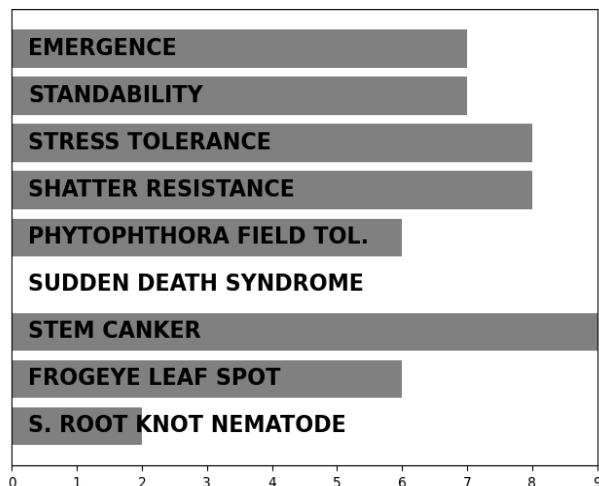 EMERGENCE
STANDABILITY
STRESS TOLERANCE
SHATTER RESISTANCE
PHYTOPHTHORA FIELD TOL.
SUDDEN DEATH SYNDROME
STEM CANKER
FROGEYE LEAF SPOT
S. ROOT KNOT NEMATODE
0 1 2 3 4 5 6 7 8 9